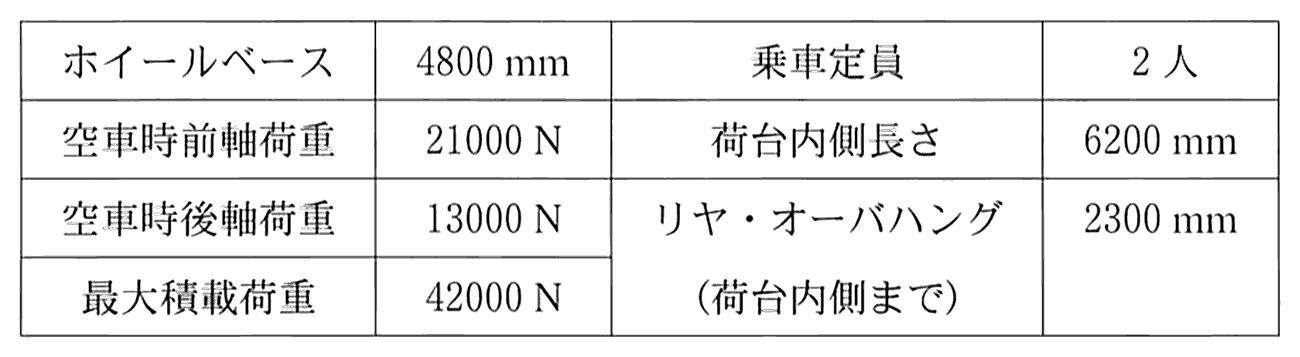 ホイールベース 4800 mm 乗車定員 2 人
空車時前軸荷重 21000 N 荷台内側長さ 6200 mm
空車時後軸荷重 13000 N リヤ・オーバハング 2300 mm
最大積載荷重 42000 N (荷台内側まで)